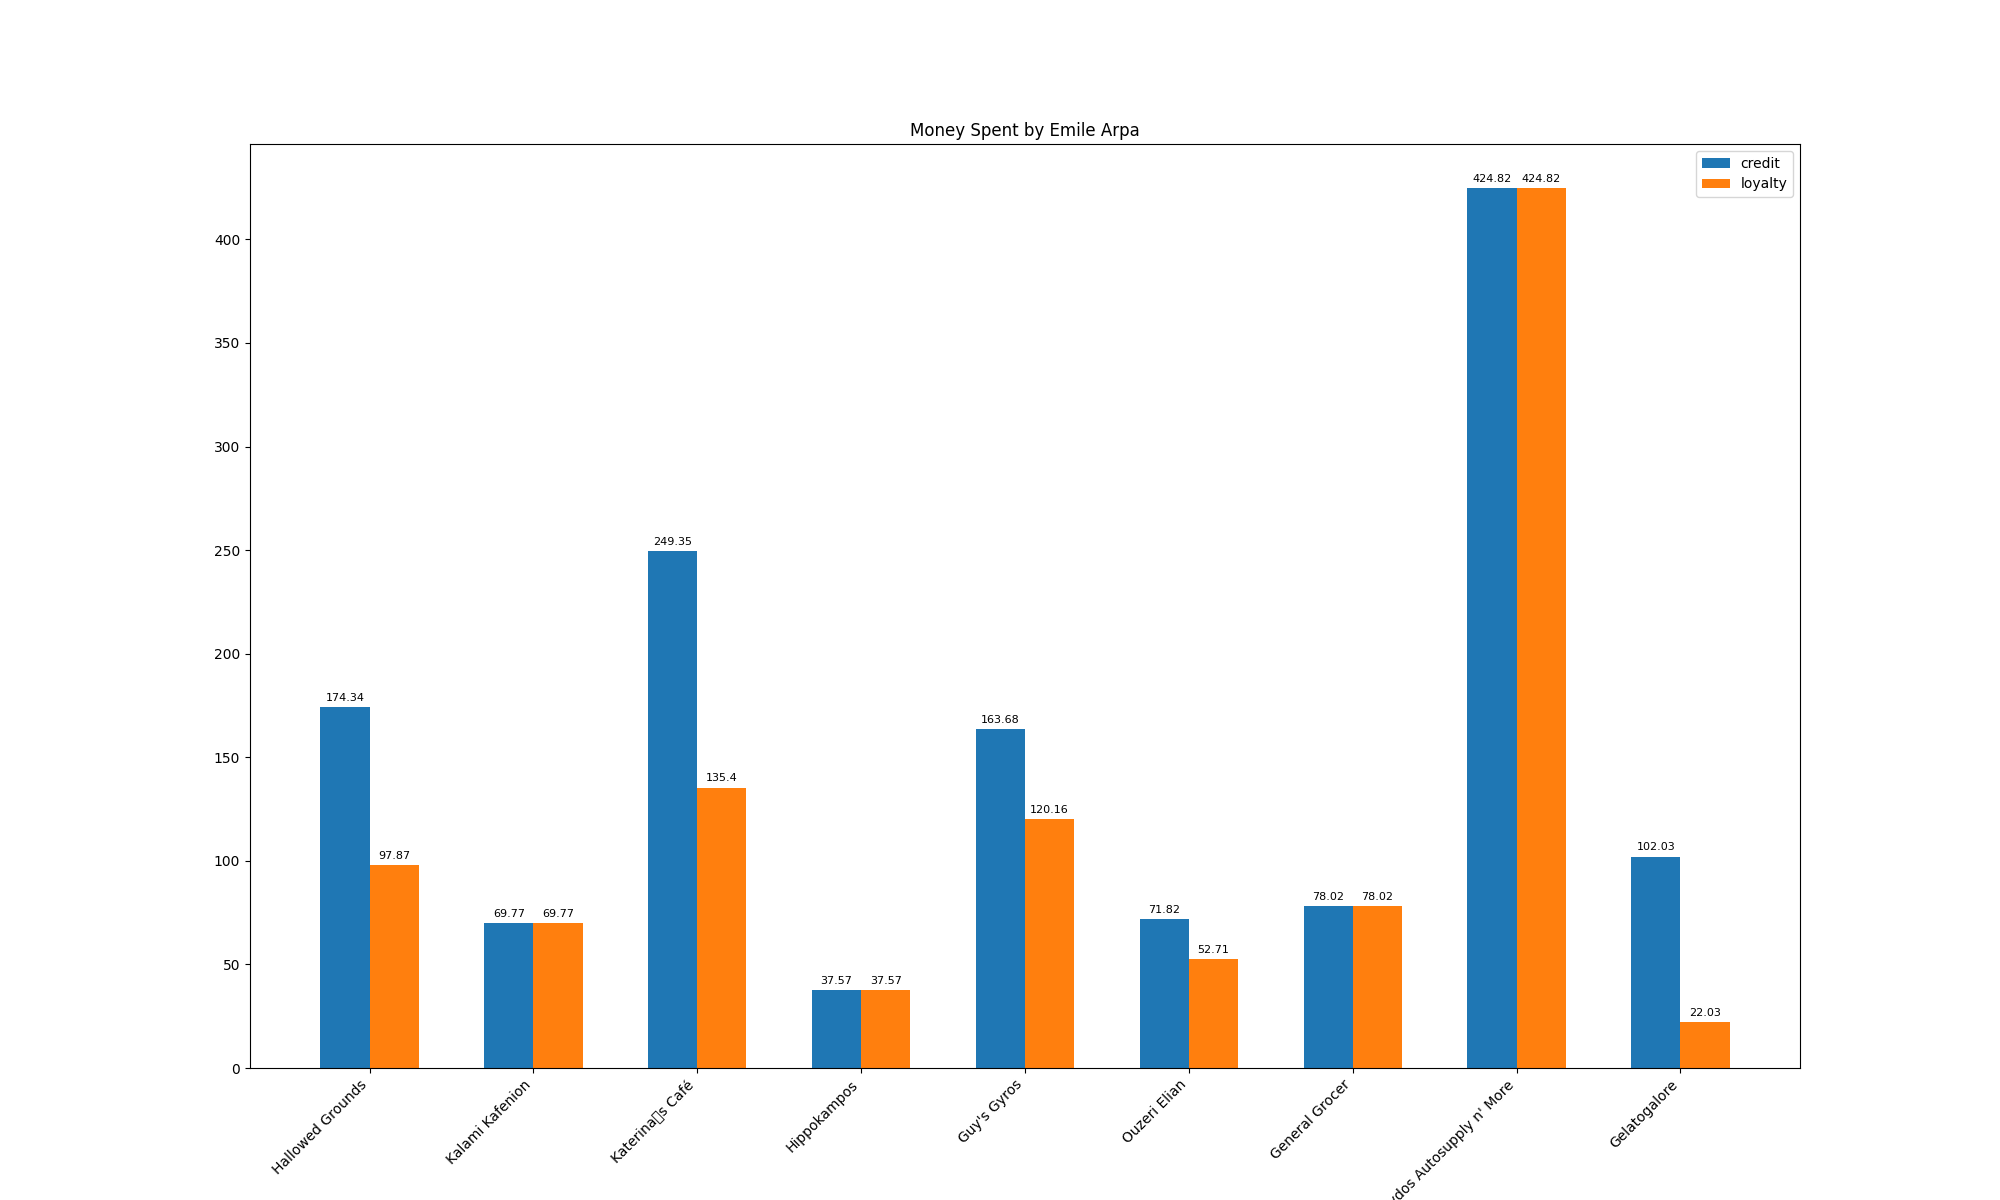 Money Spent by Emile Arpa
credit
loyalty
424.82 424.82
400
350
300
250
249.35
200
174.34
163.68
150
135.4
120.16
100
102.03
97.87
69.77 69.77
71.82
78.02 78.02
50
52.71
37.57 37.57
22.03
0
Hallowed Grounds
Kalami Kafenion
Katerina▯s Café
Hippokampos
Guy's Gyros
Ouzeri Elian
General Grocer
Autosupply n' More
Gelatogalore